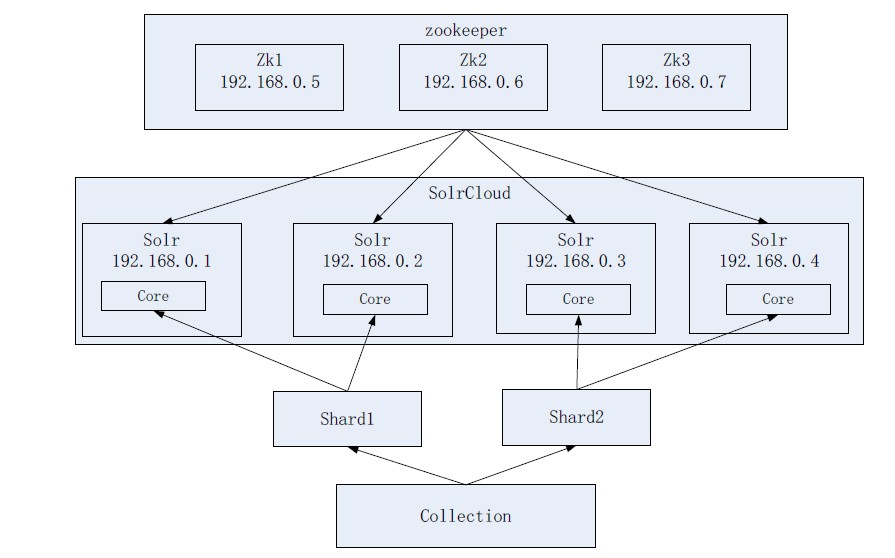 zookeeper
Zk1
192.168.0.5
Zk2
192.168.0.6
Zk3
192.168.0.7
SolrCloud
Solr
192.168.0.1
Core
Solr
192.168.0.2
Core
Solr
192.168.0.3
Core
Solr
192.168.0.4
Core
Shard1
Shard2
Collection